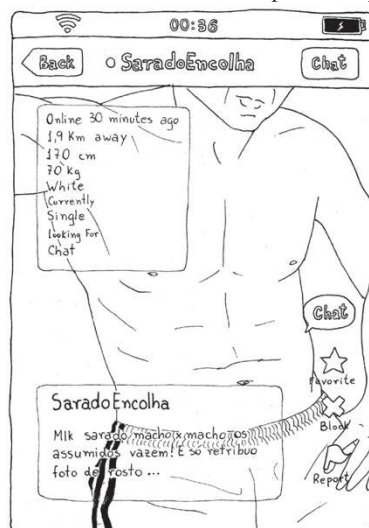 00:36
Back
SaradoEncolha
Chat
Online 30 minutes ago
1,9 Km away
170 cm
70 kg
White
Currently
Single
Looking For
Chat
Chat
Favorite
Block
Report
SaradoEncolha
Mlk sarado macho x macho, os
assumidos vazem! E só retribuo
foto de rosto ...